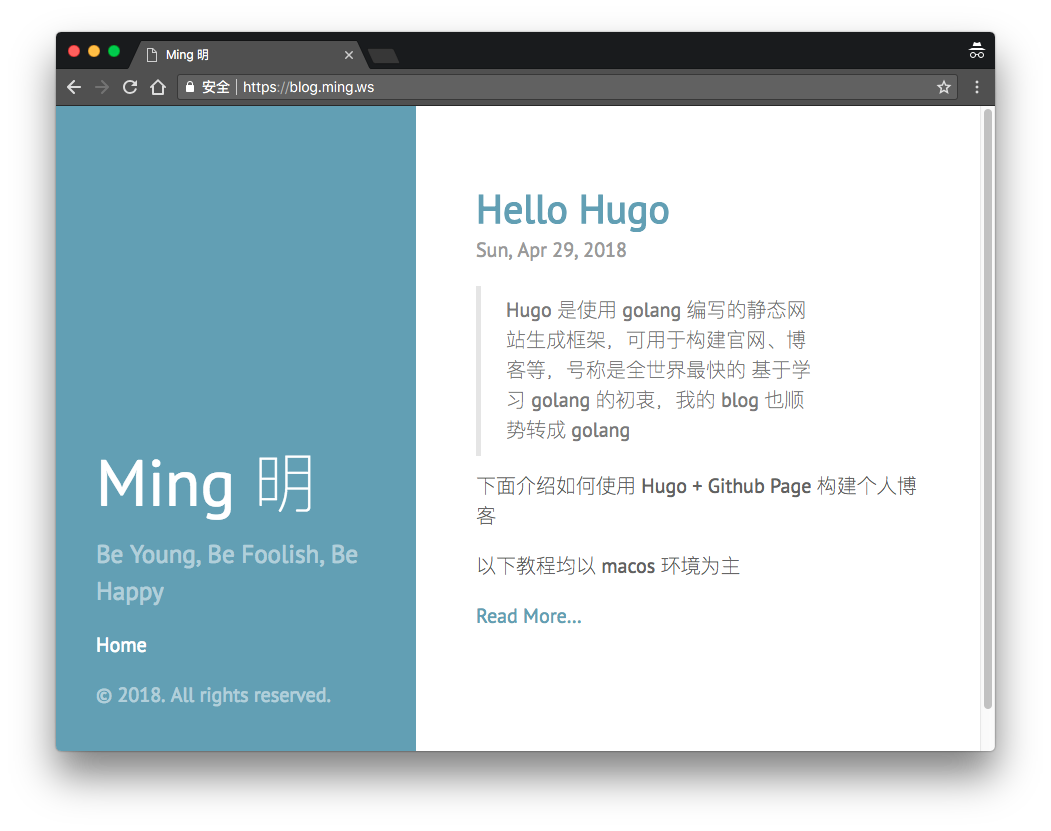 Ming 明
安全 https://blog.ming.ws
Ming 明
Be Young, Be Foolish, Be
Happy
Home
© 2018. All rights reserved.
Hello Hugo
Sun, Apr 29, 2018
Hugo 是使用 golang 编写的静态网
站生成框架，可用于构建官网、博
客等，号称是全世界最快的 基于学
习 golang 的初衷，我的 blog 也顺
势转成 golang
下面介绍如何使用 Hugo + Github Page 构建个人博
客
以下教程均以 macos 环境为主
Read More…